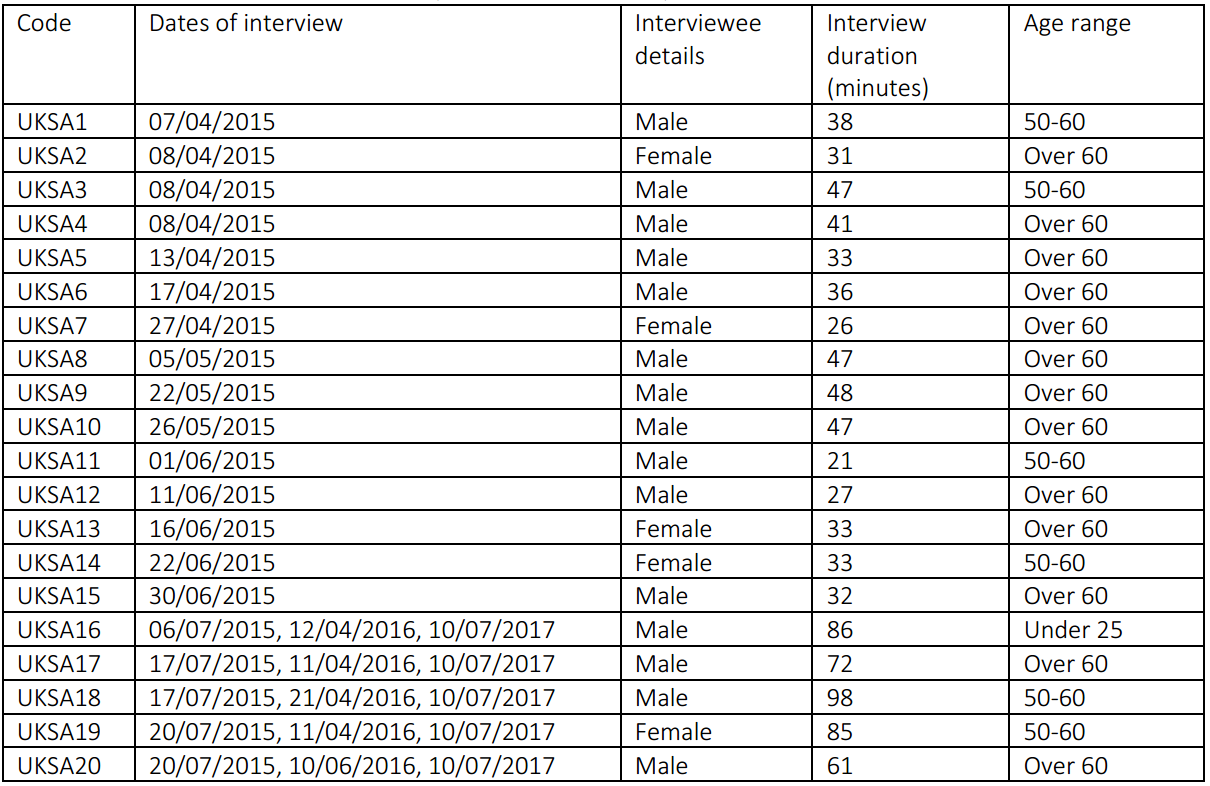 Code Dates of interview Interviewee details Interview duration (minutes) Age range
UKSA1 07/04/2015 Male 38 50-60
UKSA2 08/04/2015 Female 31 Over 60
UKSA3 08/04/2015 Male 47 50-60
UKSA4 08/04/2015 Male 41 Over 60
UKSA5 13/04/2015 Male 33 Over 60
UKSA6 17/04/2015 Male 36 Over 60
UKSA7 27/04/2015 Female 26 Over 60
UKSA8 05/05/2015 Male 47 Over 60
UKSA9 22/05/2015 Male 48 Over 60
UKSA10 26/05/2015 Male 47 Over 60
UKSA11 01/06/2015 Male 21 50-60
UKSA12 11/06/2015 Male 27 Over 60
UKSA13 16/06/2015 Female 33 Over 60
UKSA14 22/06/2015 Female 33 50-60
UKSA15 30/06/2015 Male 32 Over 60
UKSA16 06/07/2015, 12/04/2016, 10/07/2017 Male 86 Under 25
UKSA17 17/07/2015, 11/04/2016, 10/07/2017 Male 72 Over 60
UKSA18 17/07/2015, 21/04/2016, 10/07/2017 Male 98 50-60
UKSA19 20/07/2015, 11/04/2016, 10/07/2017 Female 85 50-60
UKSA20 20/07/2015, 10/06/2016, 10/07/2017 Male 61 Over 60